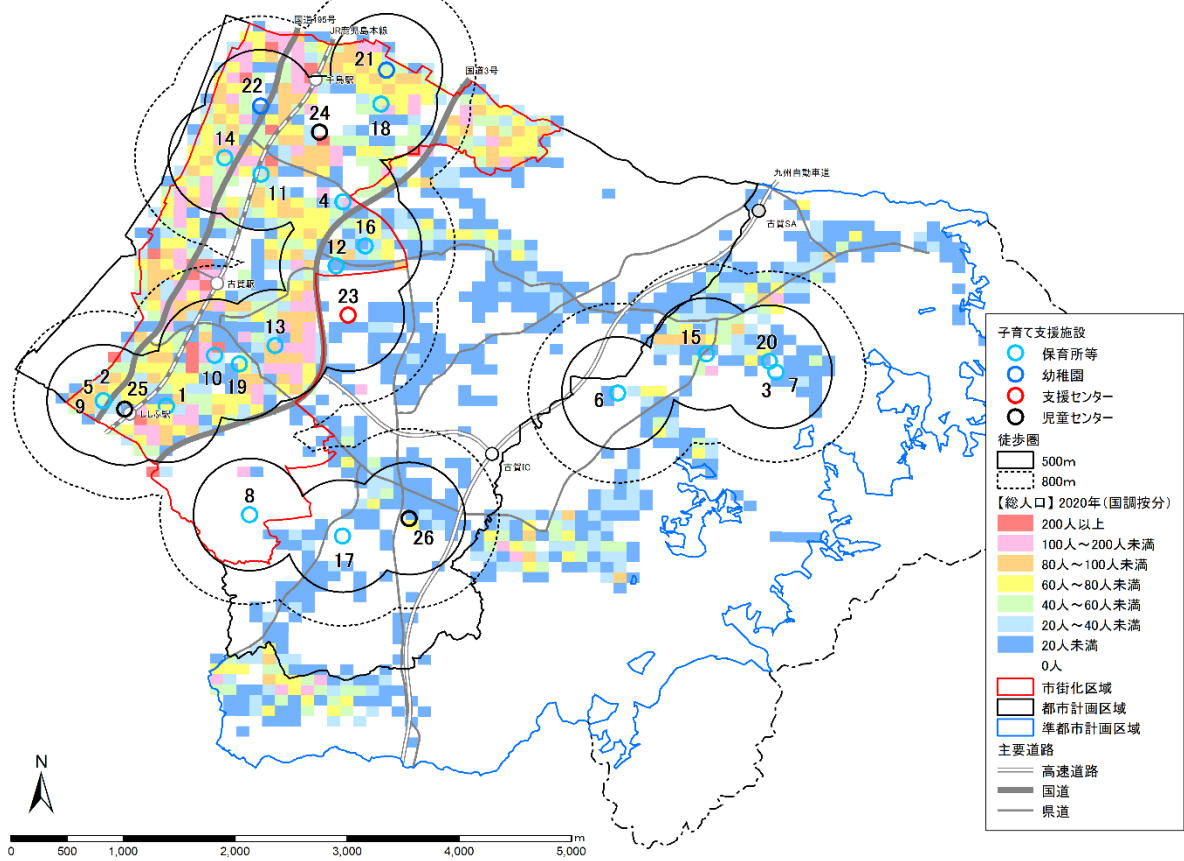 国道495号
JR鹿児島本線
国道3号
21
千鳥駅
22
24
18
14
11
九州自動車道
4
古賀SA
16
12
古賀駅
23
13
15
20
10
19
3
7
5
2
25
1
6
9
ししぶ駅
古賀IC
8
26
17
子育て支援施設
保育所等
幼稚園
支援センター
児童センター
徒歩圏
500m
800m
【総人口】2020年(国調按分)
200人以上
100人～200人未満
80人～100人未満
60人～80人未満
40人～60人未満
20人～40人未満
20人未満
0人
市街化区域
都市計画区域
準都市計画区域
主要道路
高速道路
国道
県道
N
m
0 500 1,000 2,000 3,000 4,000 5,000